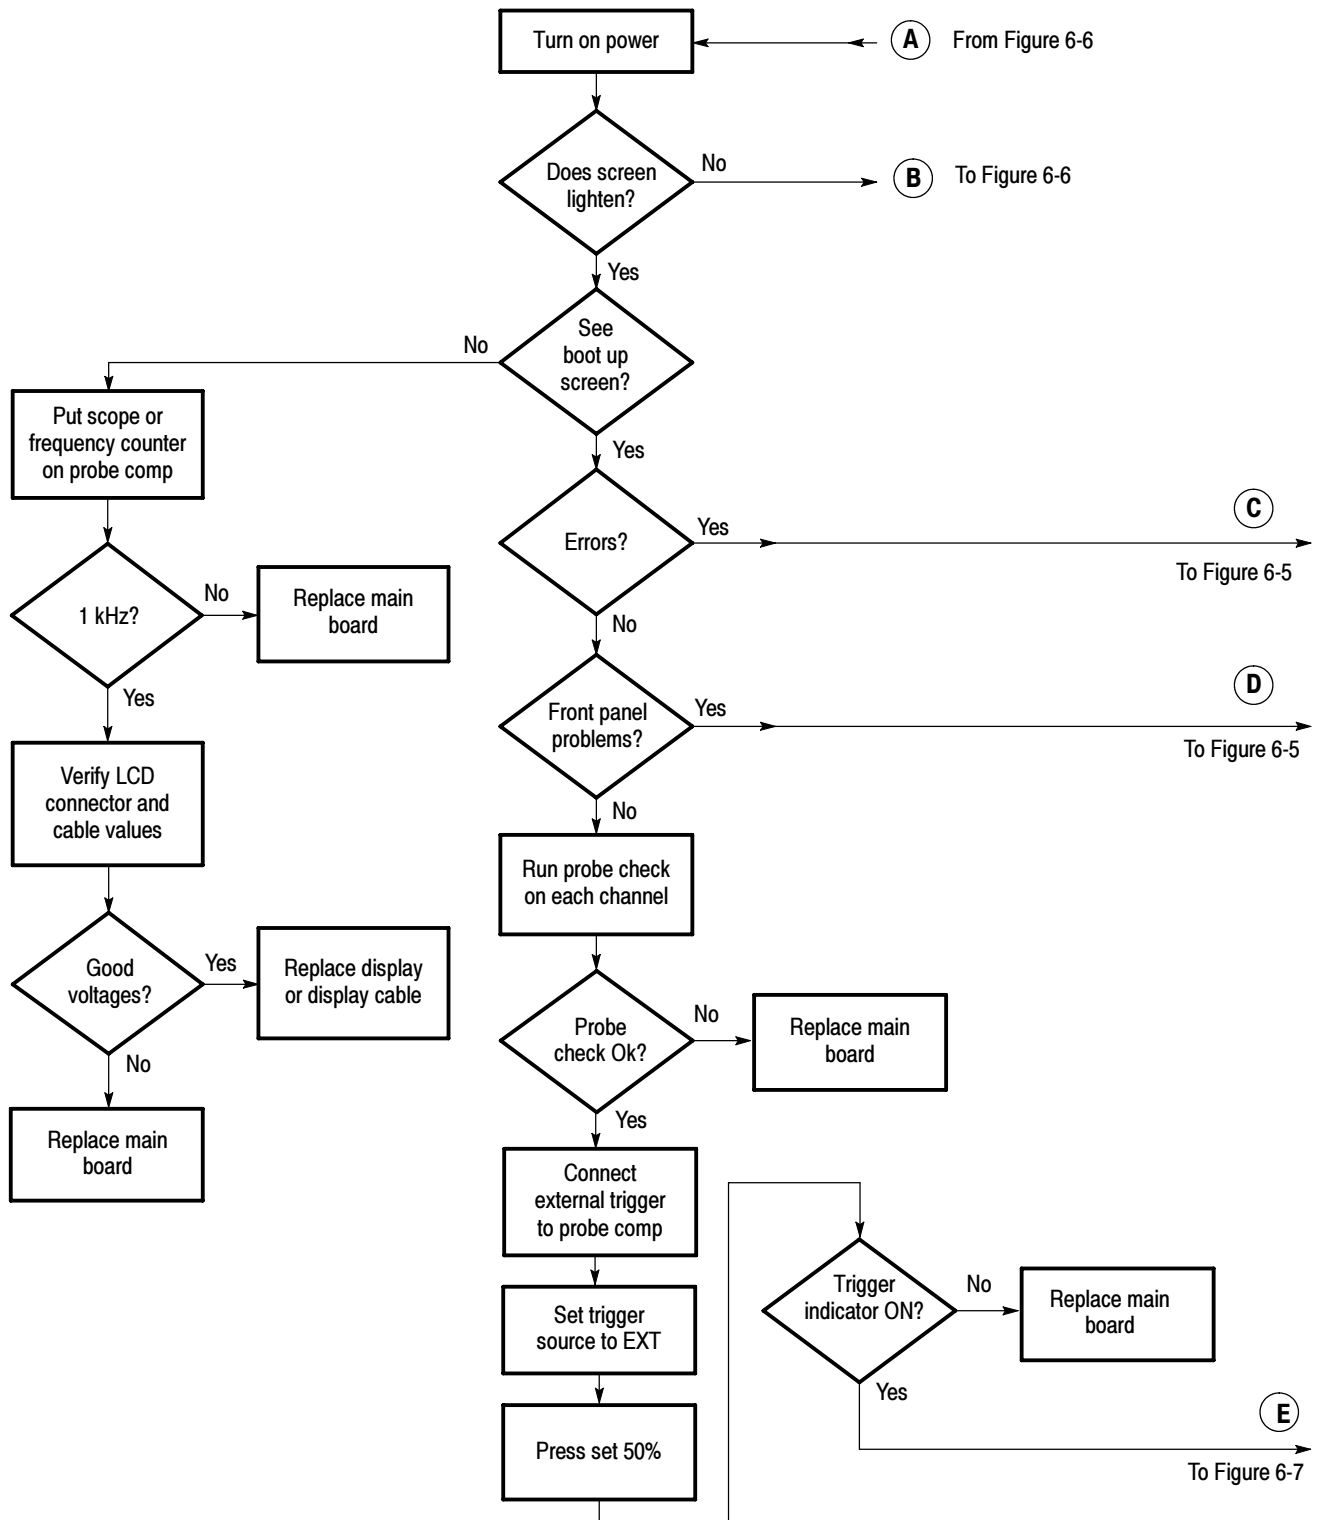 Turn on power
A
From Figure 6-6
Does screen
lighten?
No
B
To Figure 6-6
Yes
See
boot up
screen?
No
Yes
Put scope or
frequency counter
on probe comp
Errors?
Yes
C
To Figure 6-5
No
1 kHz?
No
Replace main
board
Yes
Front panel
problems?
Yes
D
To Figure 6-5
No
Verify LCD
connector and
cable values
Run probe check
on each channel
Good
voltages?
Yes
Replace display
or display cable
No
Replace main
board
Probe
check Ok?
No
Replace main
board
Yes
Connect
external trigger
to probe comp
Set trigger
source to EXT
Press set 50%
Trigger
indicator ON?
No
Replace main
board
Yes
E
To Figure 6-7